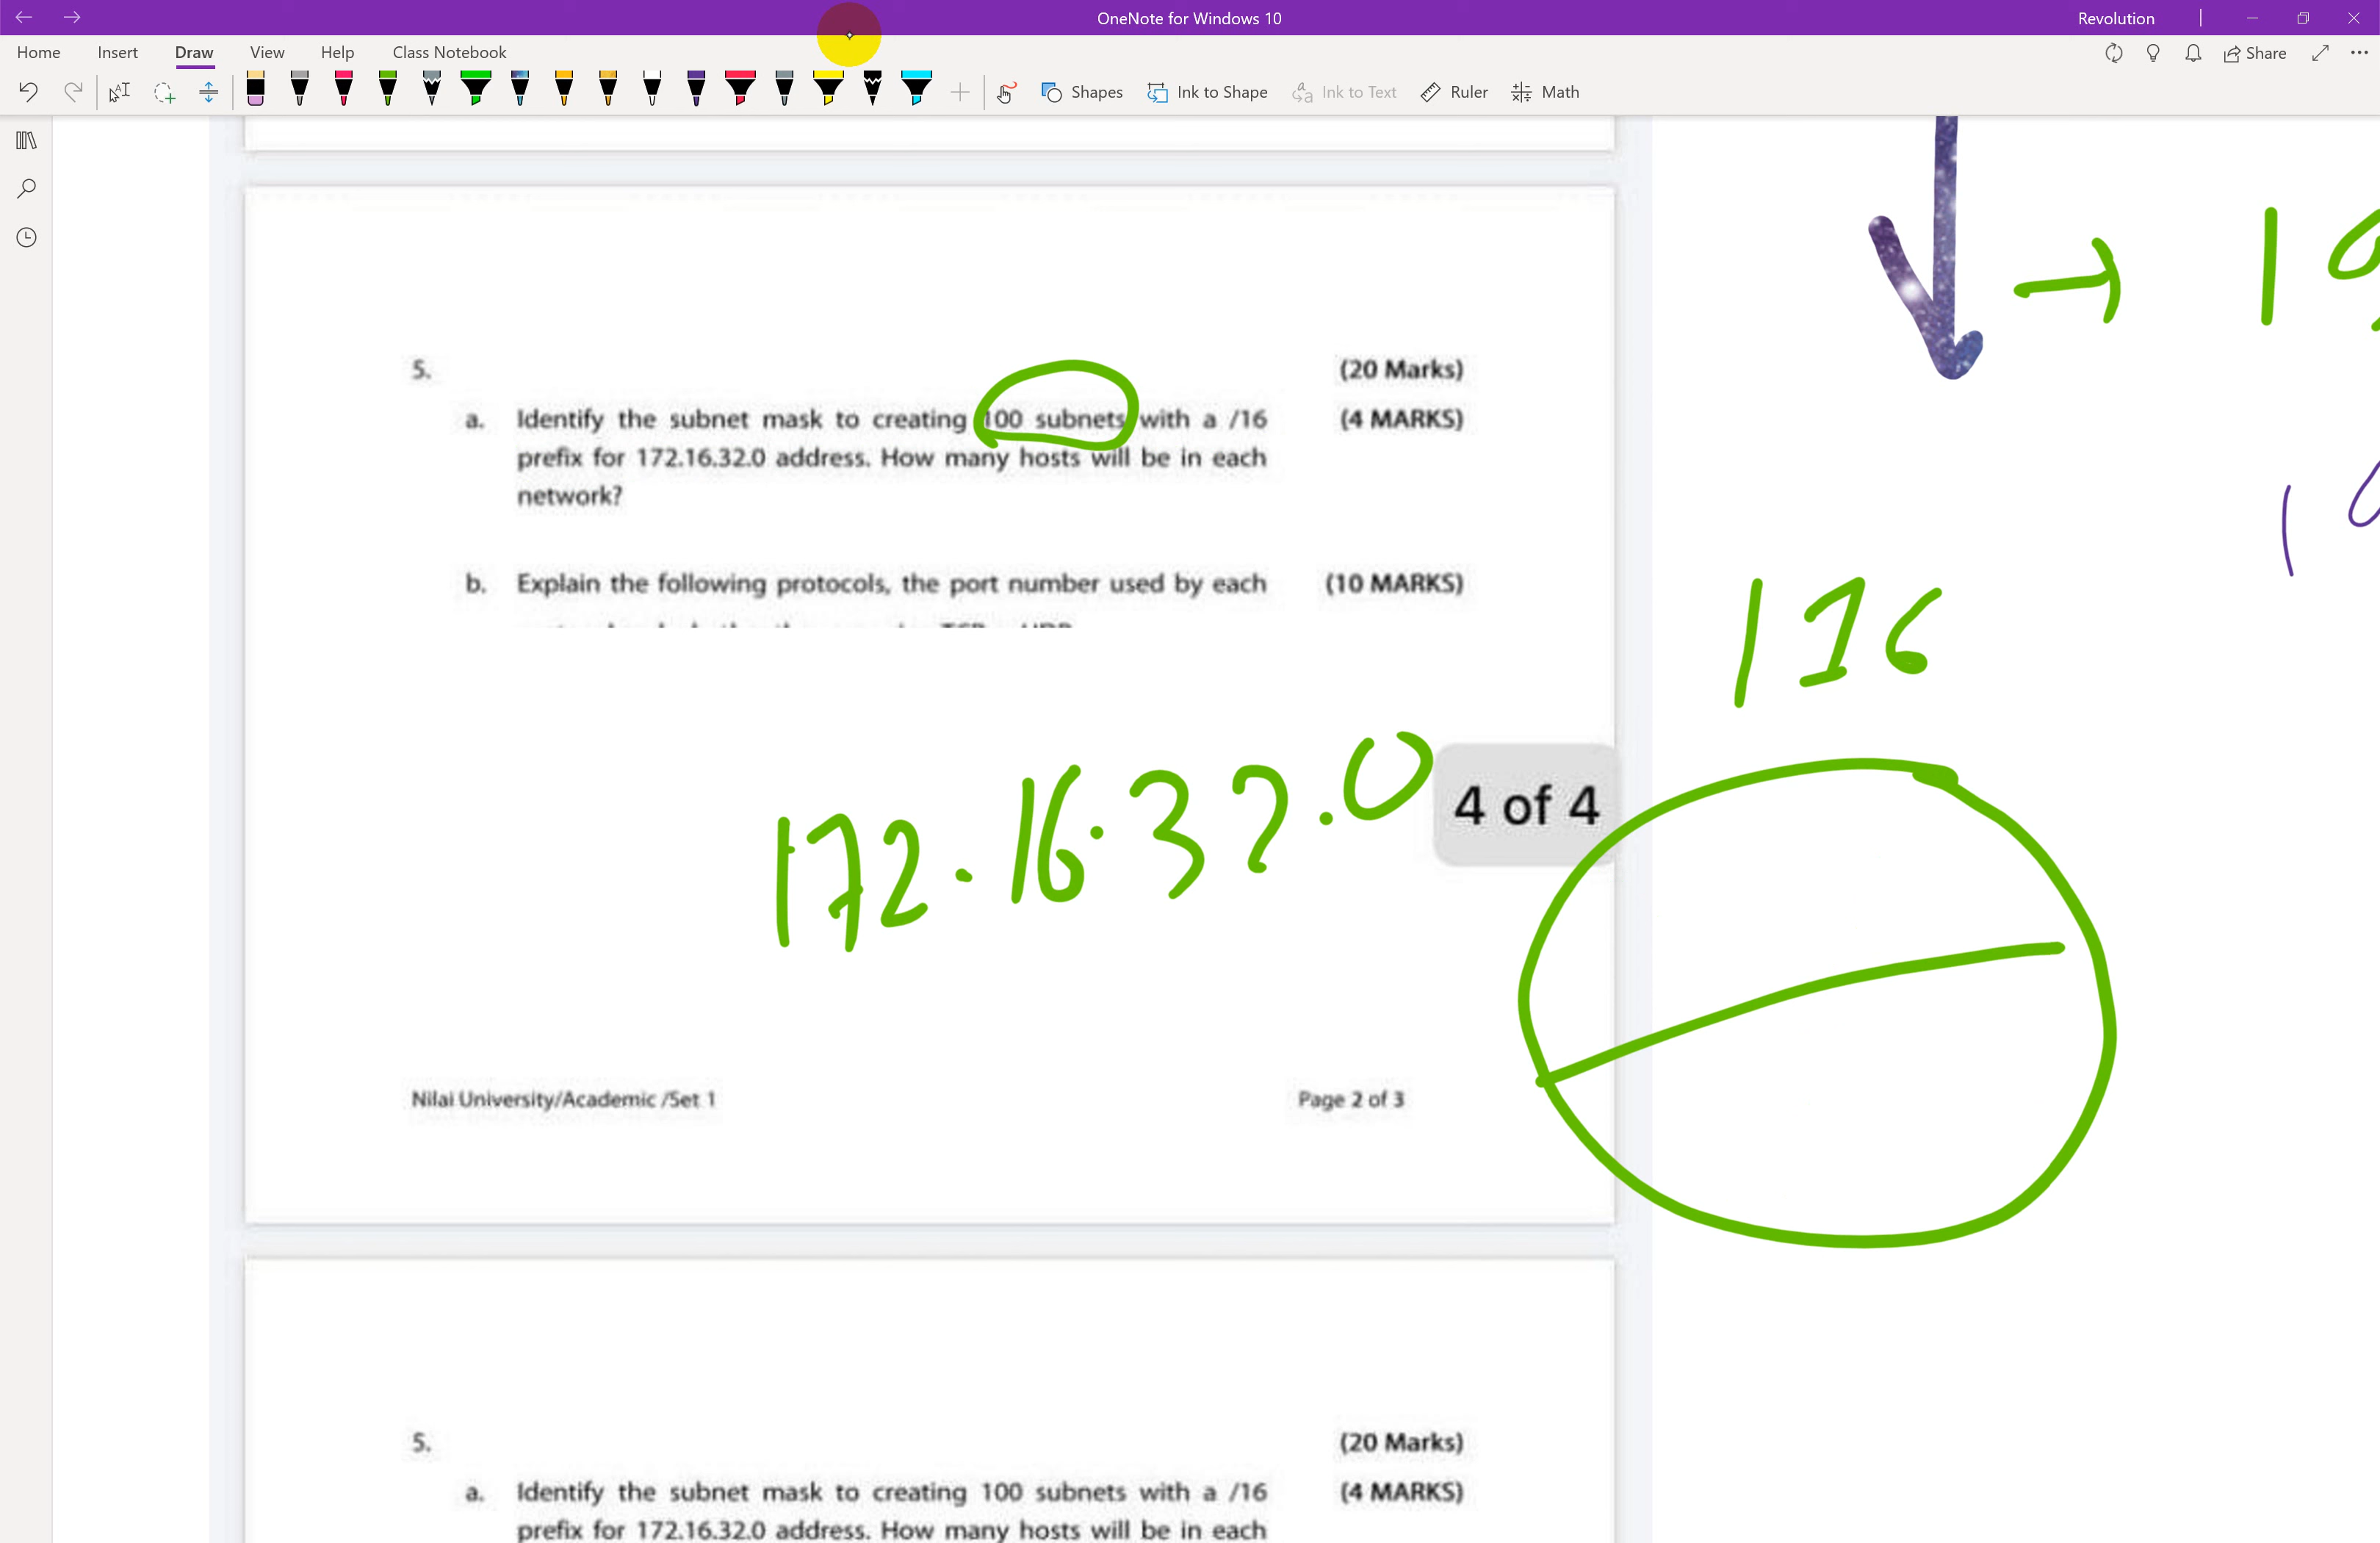 OneNote for Windows 10
Revolution
Home Insert Draw View Help Class Notebook
Share
Shapes Ink to Shape Ink to Text Ruler Math
5. (20 Marks)
a. Identify the subnet mask to creating 100 subnets with a /16 (4 MARKS)
prefix for 172.16.32.0 address. How many hosts will be in each
network?
b. Explain the following protocols, the port number used by each (10 MARKS)
/16
172.16.32.0
4 of 4
Nilai University/Academic /Set 1 Page 2 of 3
5. (20 Marks)
a. Identify the subnet mask to creating 100 subnets with a /16 (4 MARKS)
prefix for 172.16.32.0 address. How many hosts will be in each